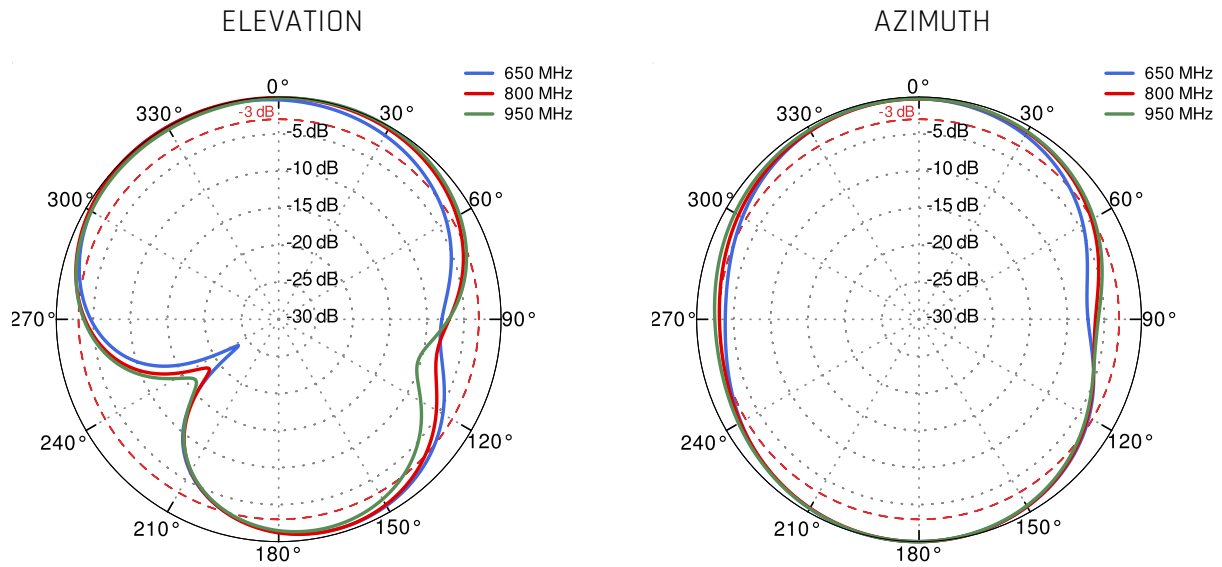 ELEVATION
650 MHz
800 MHz
950 MHz
0°
30°
60°
90°
120°
150°
180°
210°
240°
270°
300°
330°
-3 dB
-5 dB
-10 dB
-15 dB
-20 dB
-25 dB
-30 dB
AZIMUTH
650 MHz
800 MHz
950 MHz
0°
30°
60°
90°
120°
150°
180°
210°
240°
270°
300°
330°
-3 dB
-5 dB
-10 dB
-15 dB
-20 dB
-25 dB
-30 dB